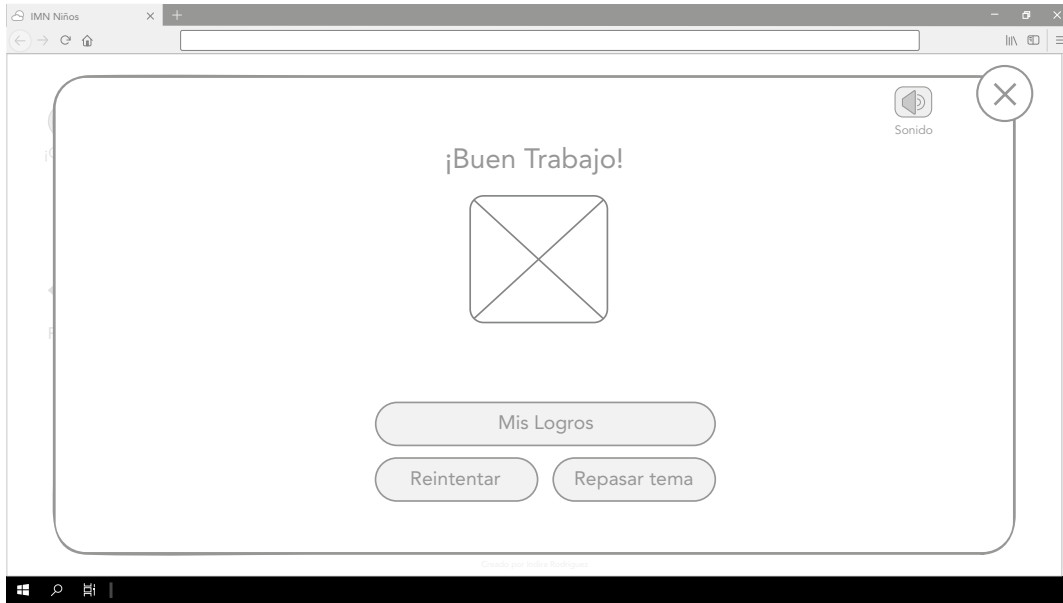 IMN Niños
Sonido
¡Buen Trabajo!
Mis Logros
Reintentar
Repasar tema